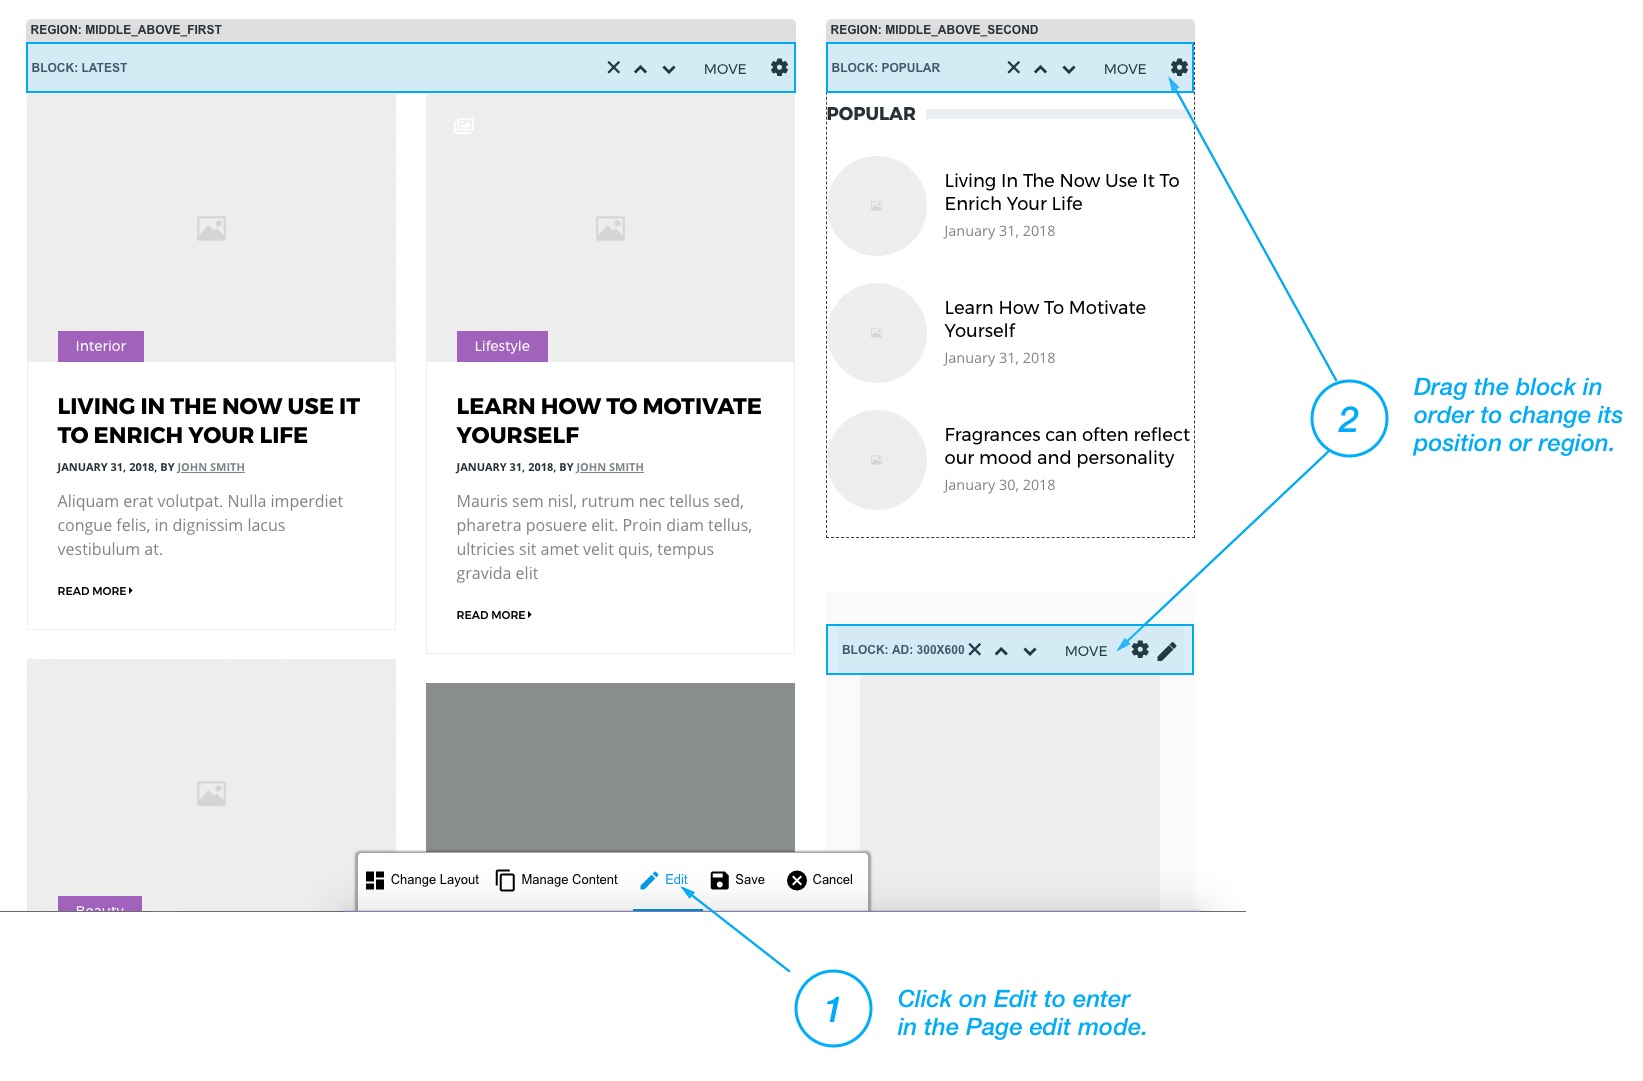 REGION: MIDDLE_ABOVE_FIRST
BLOCK: LATEST
MOVE
Interior
LIVING IN THE NOW USE IT
TO ENRICH YOUR LIFE
JANUARY 31, 2018, BY JOHN SMITH
Aliquam erat volutpat. Nulla imperdiet
congue felis, in dignissim lacus
vestibulum at.
READ MORE
Lifestyle
LEARN HOW TO MOTIVATE
YOURSELF
JANUARY 31, 2018, BY JOHN SMITH
Mauris sem nisl, rutrum nec tellus sed,
pharetra posuere elit. Proin diam tellus,
ultricies sit amet velit quis, tempus
gravida elit
READ MORE
Beauty
REGION: MIDDLE_ABOVE_SECOND
BLOCK: POPULAR
MOVE
POPULAR
Living In The Now Use It To
Enrich Your Life
January 31, 2018
Learn How To Motivate
Yourself
January 31, 2018
Fragrances can often reflect
our mood and personality
January 30, 2018
BLOCK: AD: 300X600
MOVE
2
Drag the block in
order to change its
position or region.
Change Layout
Manage Content
Edit
Save
Cancel
1
Click on Edit to enter
in the Page edit mode.